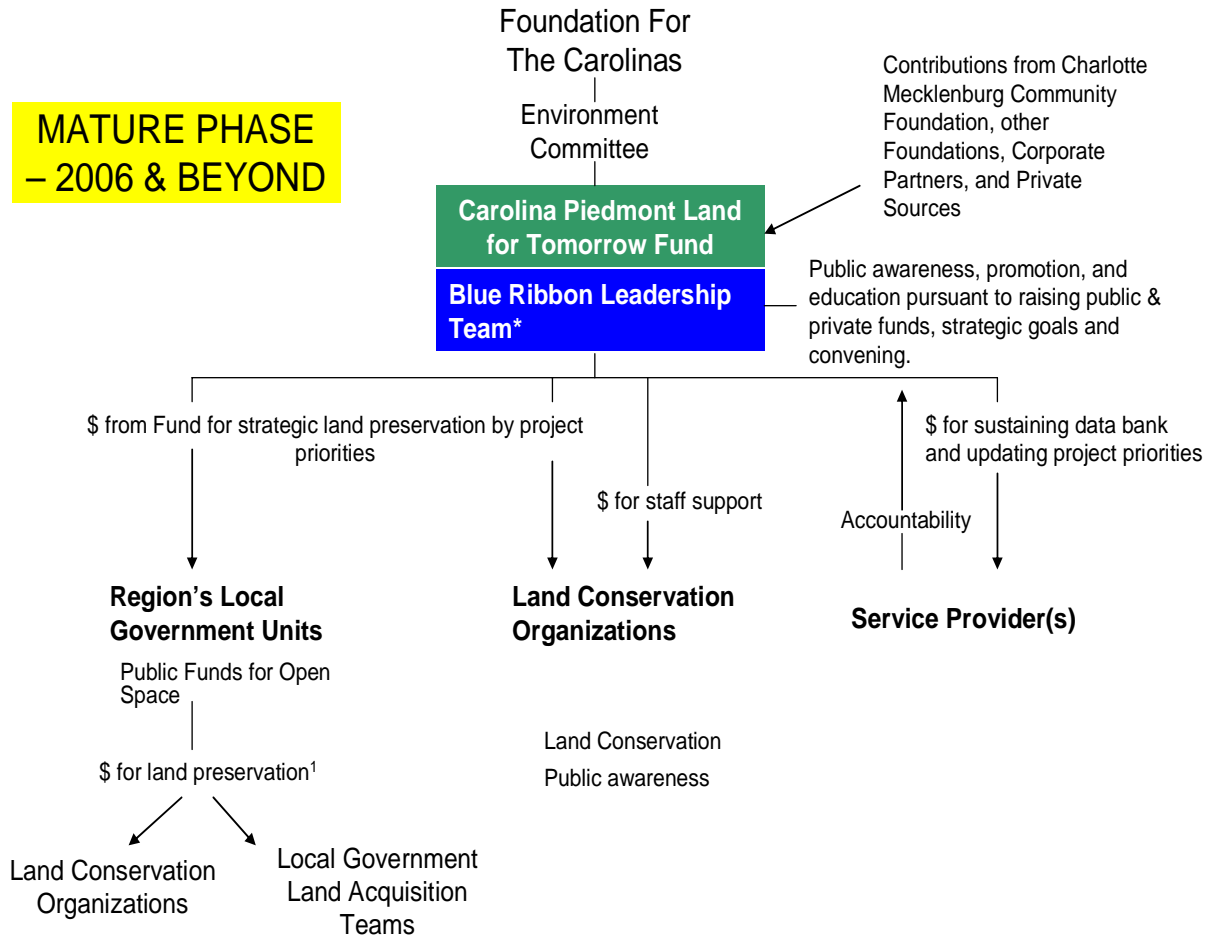 Foundation For
The Carolinas
Environment
Committee
MATURE PHASE
– 2006 & BEYOND
Contributions from Charlotte
Mecklenburg Community
Foundation, other
Foundations, Corporate
Partners, and Private
Sources
Carolina Piedmont Land
for Tomorrow Fund
Blue Ribbon Leadership
Team*
Public awareness, promotion, and
education pursuant to raising public &
private funds, strategic goals and
convening.
$ from Fund for strategic land preservation by project
priorities
$ for staff support
Accountability
$ for sustaining data bank
and updating project priorities
Region's Local
Government Units
Public Funds for Open
Space
$ for land preservation¹
Land Conservation
Organizations
Local Government
Land Acquisition
Teams
Land Conservation
Organizations
Land Conservation
Public awareness
Service Provider(s)